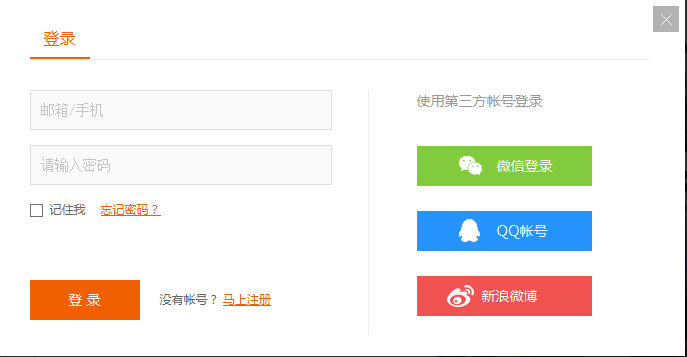 登录
邮箱/手机
请输入密码
记住我 忘记密码？
登 录 没有帐号？ 马上注册
使用第三方帐号登录
微信登录
QQ帐号
新浪微博